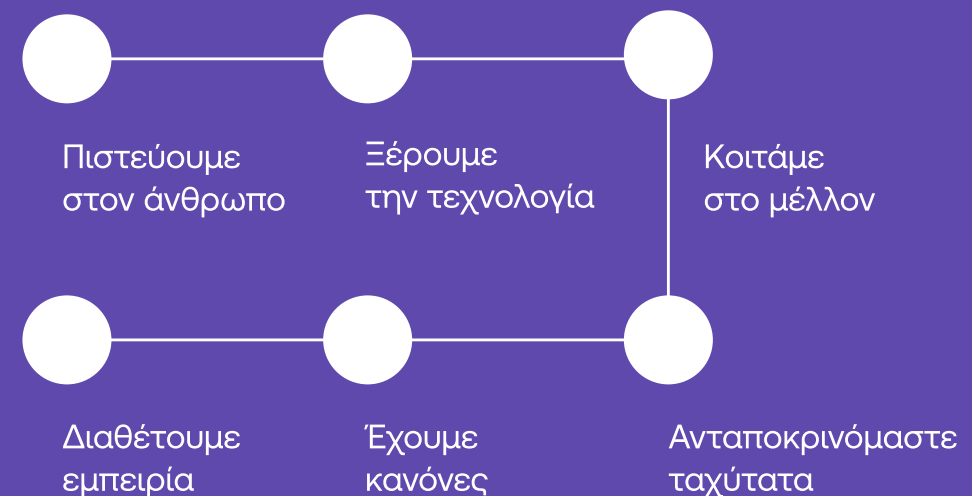 Πιστεύουμε
στον άνθρωπο
Ξέρουμε
την τεχνολογία
Κοιτάμε
στο μέλλον
Διαθέτουμε
εμπειρία
Έχουμε
κανόνες
Ανταποκρινόμαστε
ταχύτατα